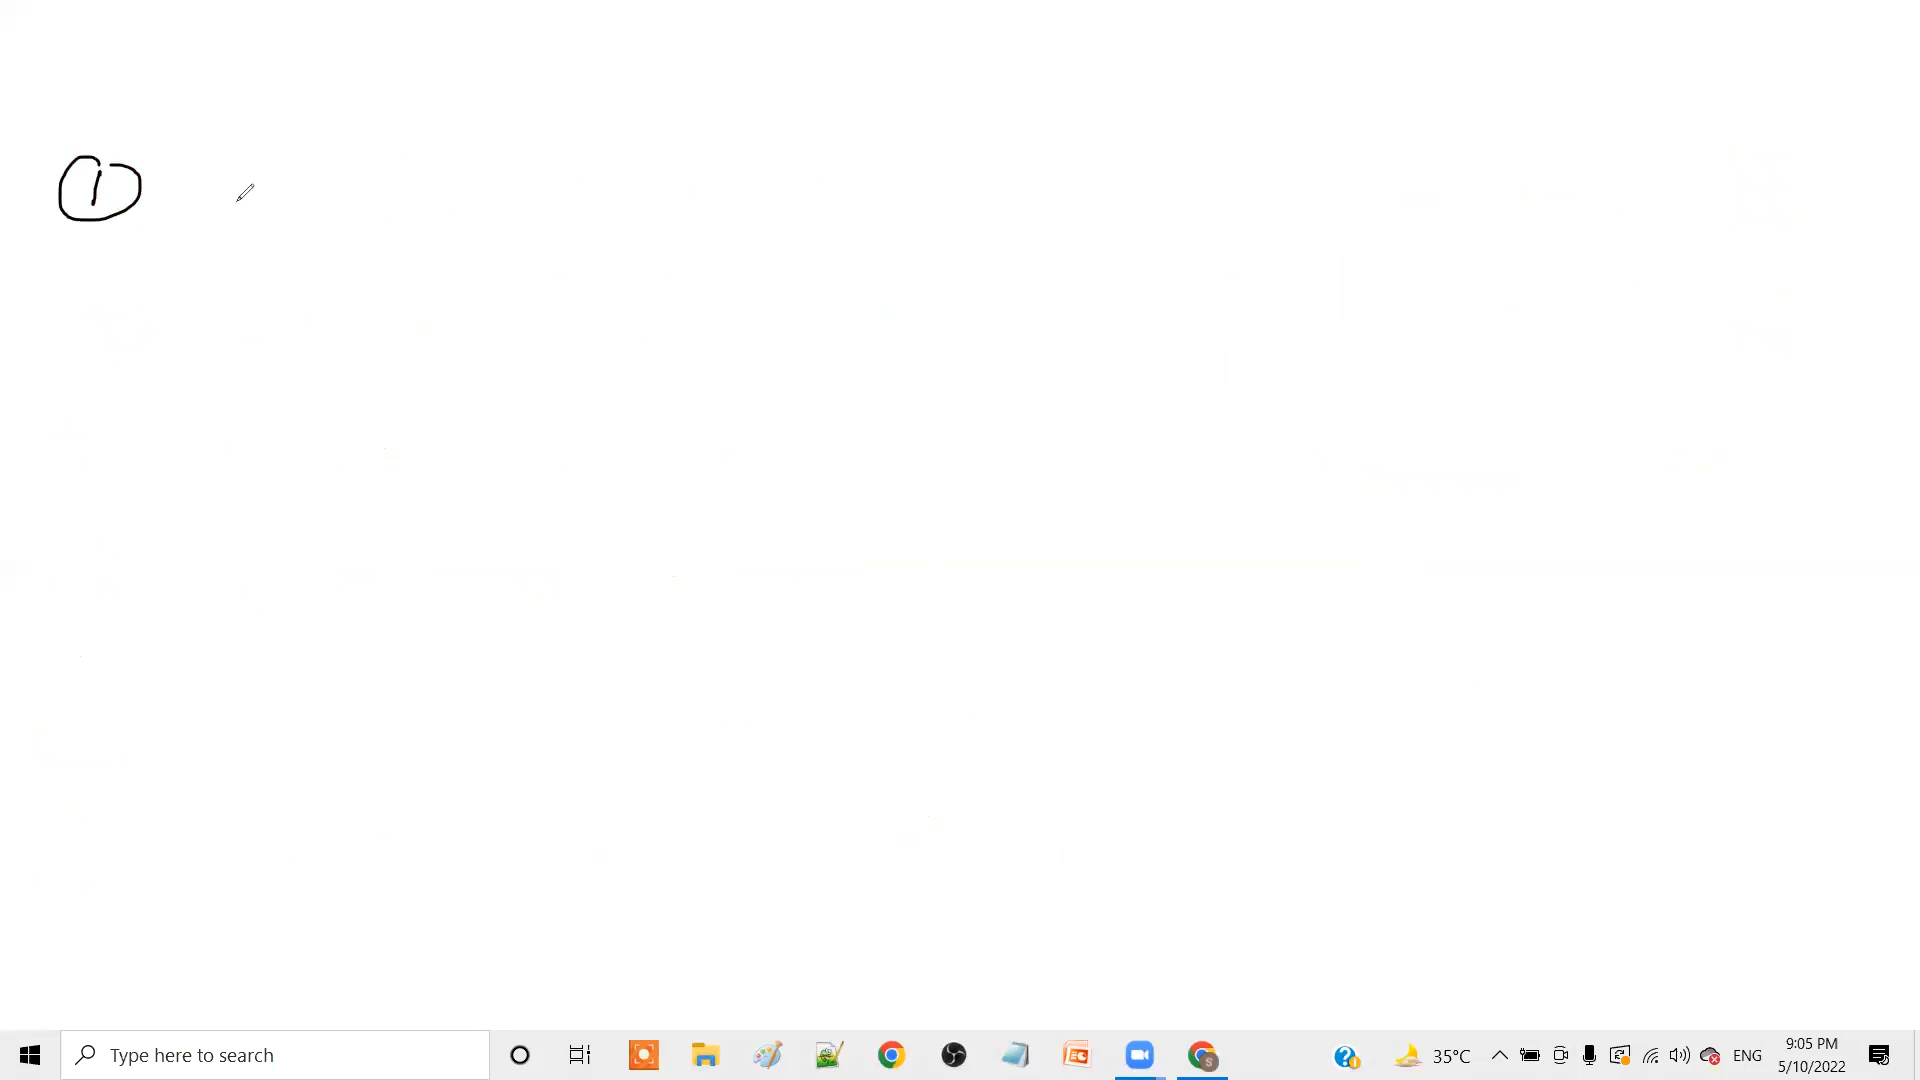 ①
Type here to search
35°C
ENG
9:05 PM
5/10/2022